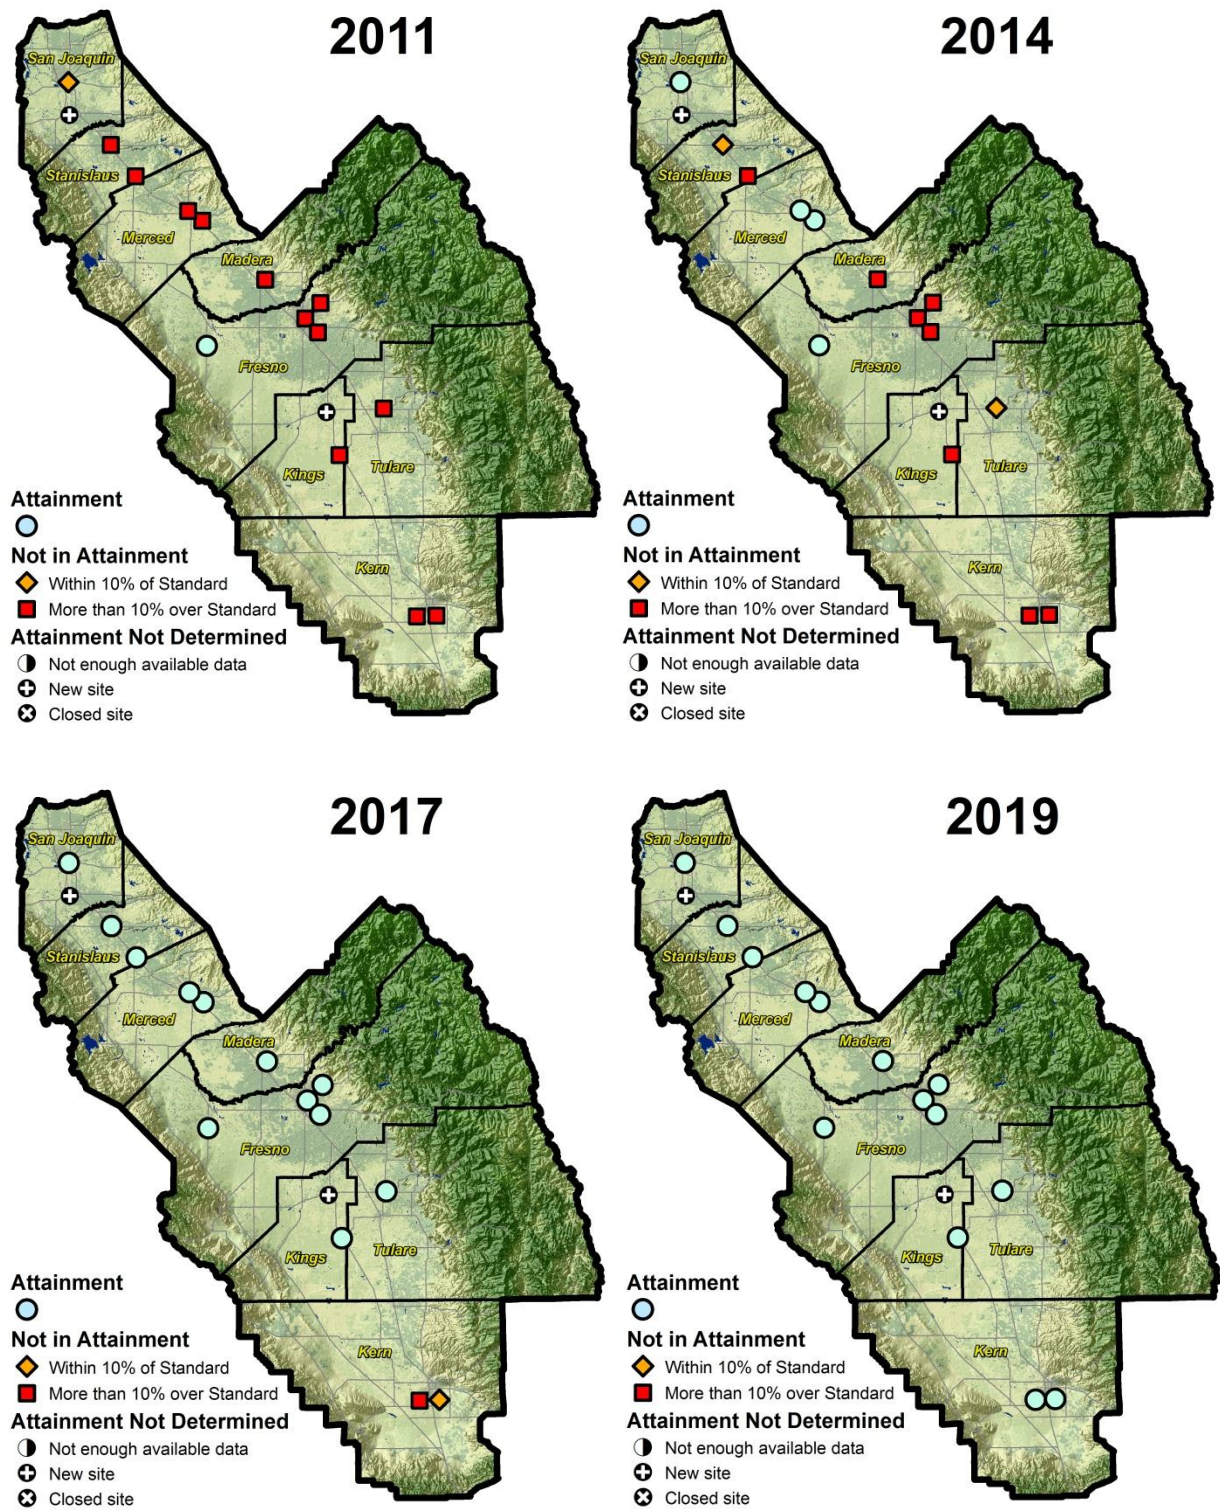 2011
San Joaquin
Stanislaus
Merced
Madera
Fresno
Kings
Tulare
Kern
Attainment
Not in Attainment
Within 10% of Standard
More than 10% over Standard
Attainment Not Determined
Not enough available data
New site
Closed site
2014
San Joaquin
Stanislaus
Merced
Madera
Fresno
Kings
Tulare
Kern
Attainment
Not in Attainment
Within 10% of Standard
More than 10% over Standard
Attainment Not Determined
Not enough available data
New site
Closed site
2017
San Joaquin
Stanislaus
Merced
Madera
Fresno
Kings
Tulare
Kern
Attainment
Not in Attainment
Within 10% of Standard
More than 10% over Standard
Attainment Not Determined
Not enough available data
New site
Closed site
2019
San Joaquin
Stanislaus
Merced
Madera
Fresno
Kings
Tulare
Kern
Attainment
Not in Attainment
Within 10% of Standard
More than 10% over Standard
Attainment Not Determined
Not enough available data
New site
Closed site